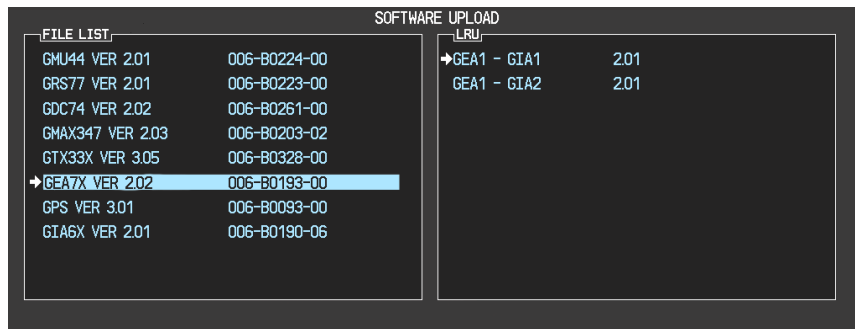 SOFTWARE UPLOAD
FILE LIST
GMU44 VER 2.01 006-B0224-00
GRS77 VER 2.01 006-B0223-00
GDC74 VER 2.02 006-B0261-00
GMAX347 VER 2.03 006-B0203-02
GTX33X VER 3.05 006-B0328-00
GEA7X VER 2.02 006-B0193-00
GPS VER 3.01 006-B0093-00
GIA6X VER 2.01 006-B0190-06
LRU
GEA1 - GIA1 2.01
GEA1 - GIA2 2.01